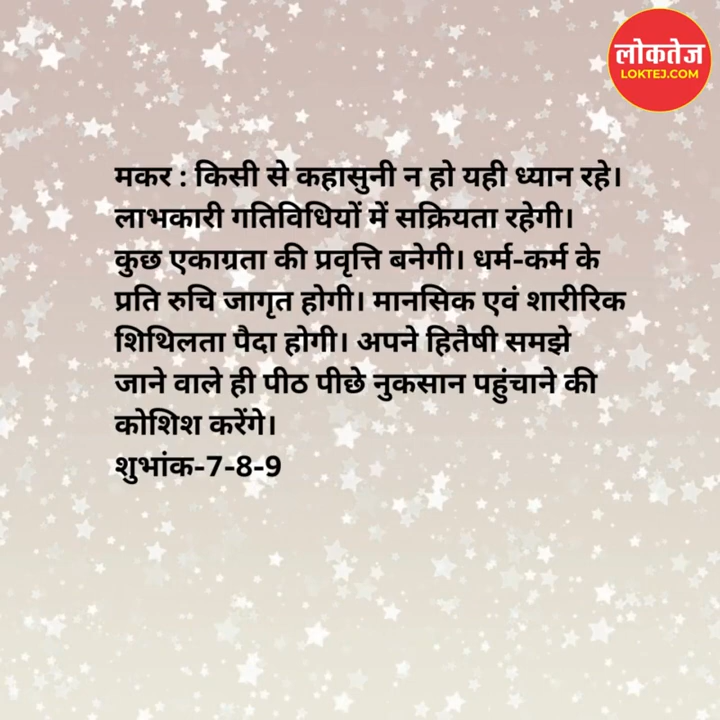 लोकतेज
LOKTEJ.COM
मकर : किसी से कहासुनी न हो यही ध्यान रहे।
लाभकारी गतिविधियों में सक्रियता रहेगी।
कुछ एकाग्रता की प्रवृत्ति बनेगी। धर्म-कर्म के
प्रति रुचि जागृत होगी। मानसिक एवं शारीरिक
शिथिलता पैदा होगी। अपने हितैषी समझे
जाने वाले ही पीठ पीछे नुकसान पहुंचाने की
कोशिश करेंगे।
शुभांक-7-8-9